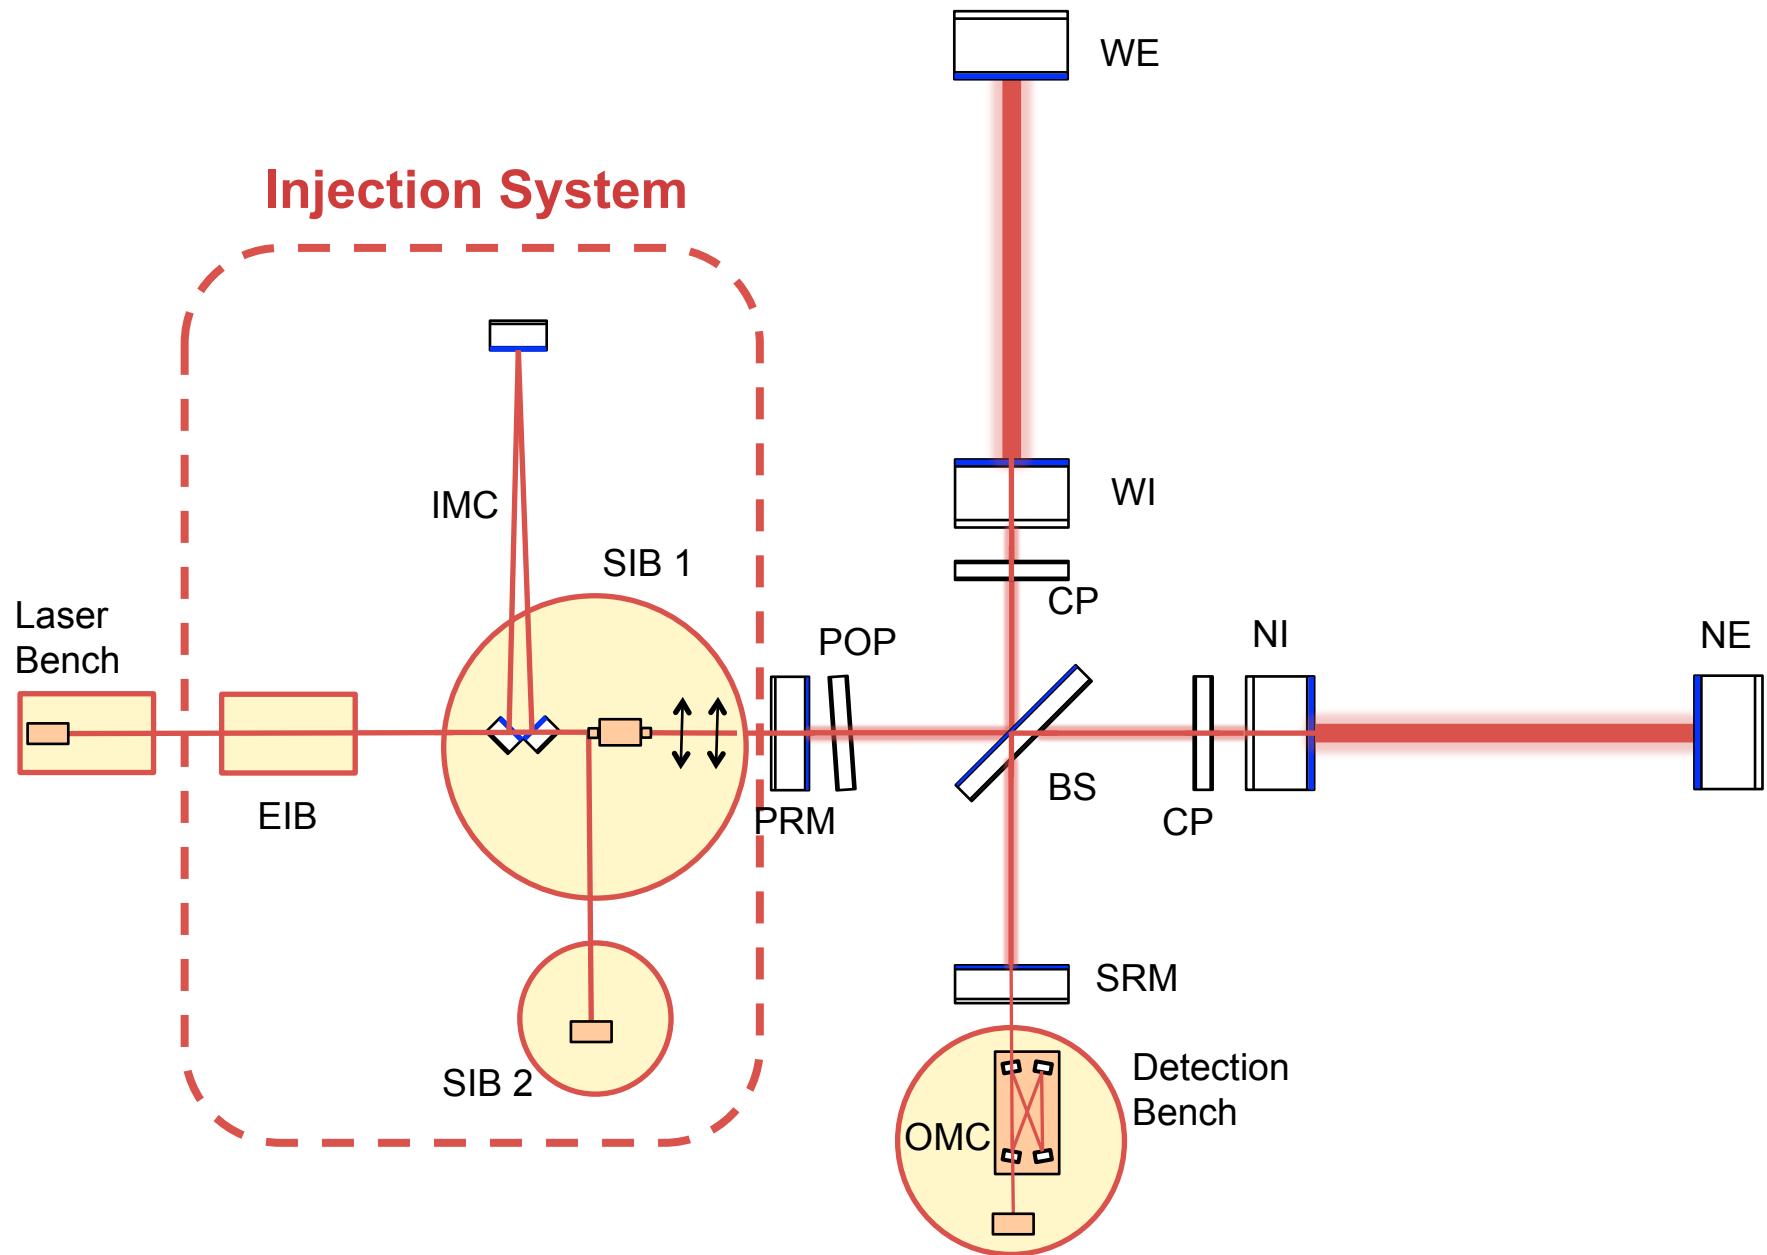 WE
Injection System
IMC
WI
SIB 1
CP
Laser
Bench
POP
NI
NE
EIB
PRM
BS
CP
SRM
SIB 2
Detection
Bench
OMC